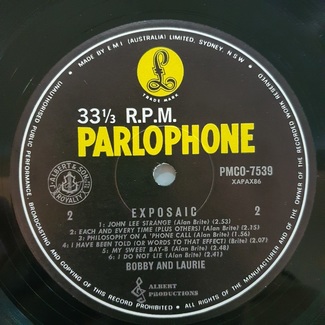 MADE BY E M I (AUSTRALIA) LIMITED, SYDNEY, N S W
£
TRADE MARK
33⅓ R.P.M.
PARLOPHONE
PMCO-7539
XAPAX86
J. ALBERT & SON
ROYALTY
2
EXPOSAIC
2
1: JOHN LEE STRANGE (Alan Brite) (2.53)
2: EACH AND EVERY TIME (PLUS OTHERS) (Alan Brite) (2.15)
3: PHILOSOPHY ON A 'PHONE CALL (Alan Brite) (1.56)
4: I HAVE BEEN TOLD (OR WORDS TO THAT EFFECT) (Brite) (2.07)
5: MY SWEET BAY-B (Alan Brite) (2.48)
6: I DO NOT LIE (Alan Brite) (2.41)
BOBBY AND LAURIE
ALBERT
PRODUCTIONS
UNAUTHORISED PUBLIC PERFORMANCE, BROADCASTING AND COPYING OF THIS RECORD PROHIBITED • ALL RIGHTS OF THE MANUFACTURER AND OF THE OWNER OF THE RECORDED WORK RESERVED